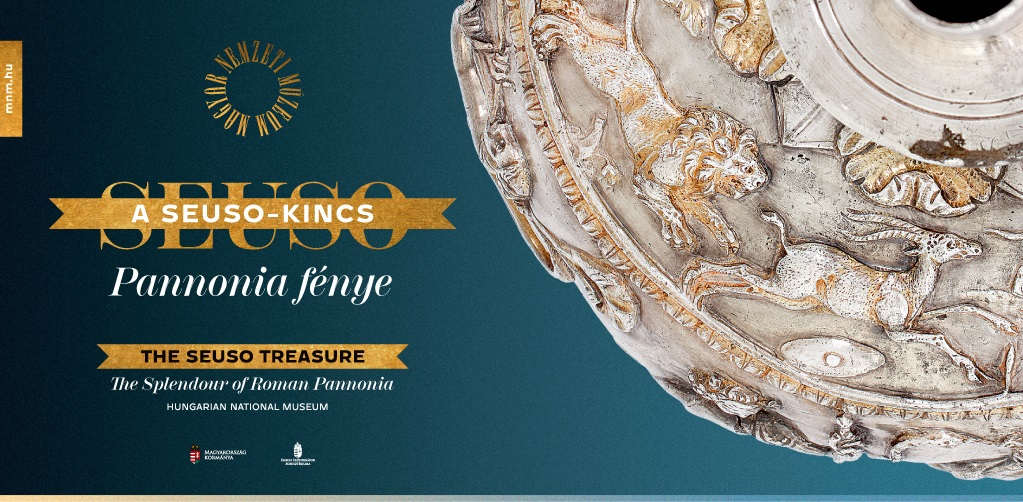 mnm.hu
MAGYAR NEMZETI MÚZEUM
SEUSO
A SEUSO-KINCS
Pannonia fénye
THE SEUSO TREASURE
The Splendour of Roman Pannonia
HUNGARIAN NATIONAL MUSEUM
MAGYARORSZÁG
KORMÁNYA